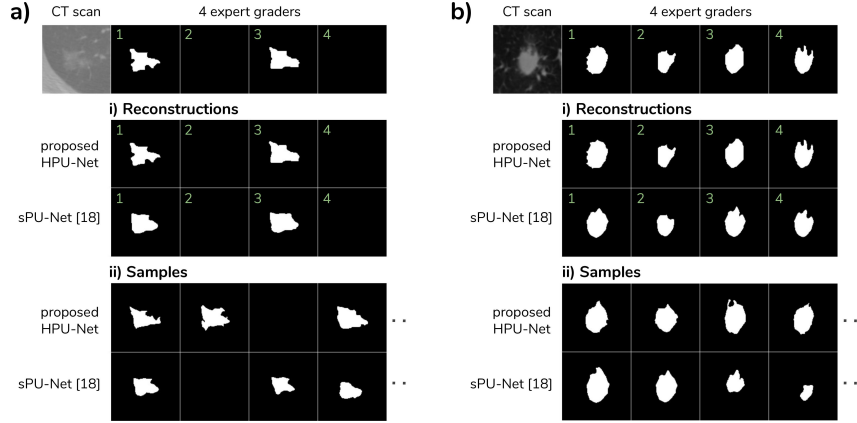 a) CT scan 4 expert graders
1 2 3 4
i) Reconstructions
proposed
HPU-Net
1 2 3 4
sPU-Net [18]
1 2 3 4
ii) Samples
proposed
HPU-Net
. .
sPU-Net [18]
. .
b) CT scan 4 expert graders
1 2 3 4
i) Reconstructions
proposed
HPU-Net
1 2 3 4
sPU-Net [18]
1 2 3 4
ii) Samples
proposed
HPU-Net
. .
sPU-Net [18]
. .